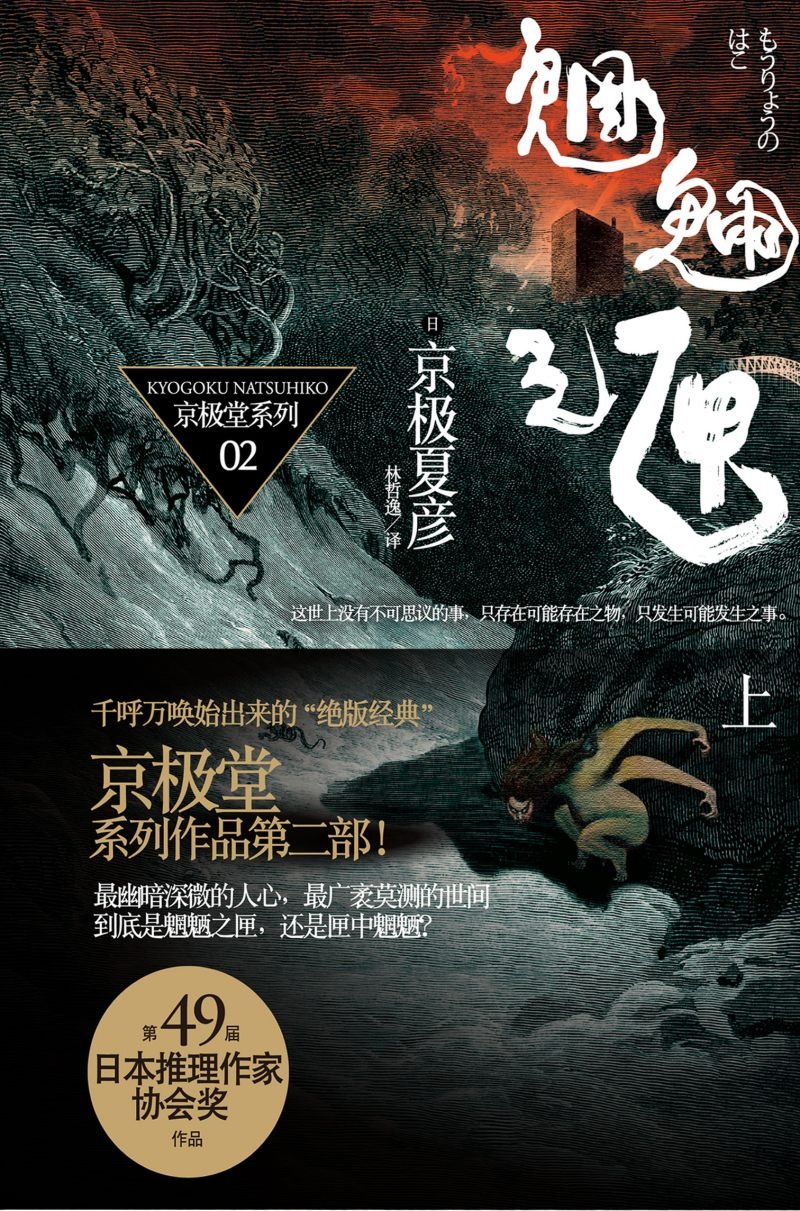 もうりょうの
はこ
魍魎之匣
日
京极夏彦
林哲逸／译
KYOGOKU NATSUHIKO
京极堂系列
02
这世上没有不可思议的事，只存在可能存在之物，只发生可能发生之事。
上
千呼万唤始出来的“绝版经典”
京极堂
系列作品第二部！
最幽暗深微的人心，最广袤莫测的世间
到底是魍魉之匣，还是匣中魍魉？
第49届
日本推理作家
协会奖
作品